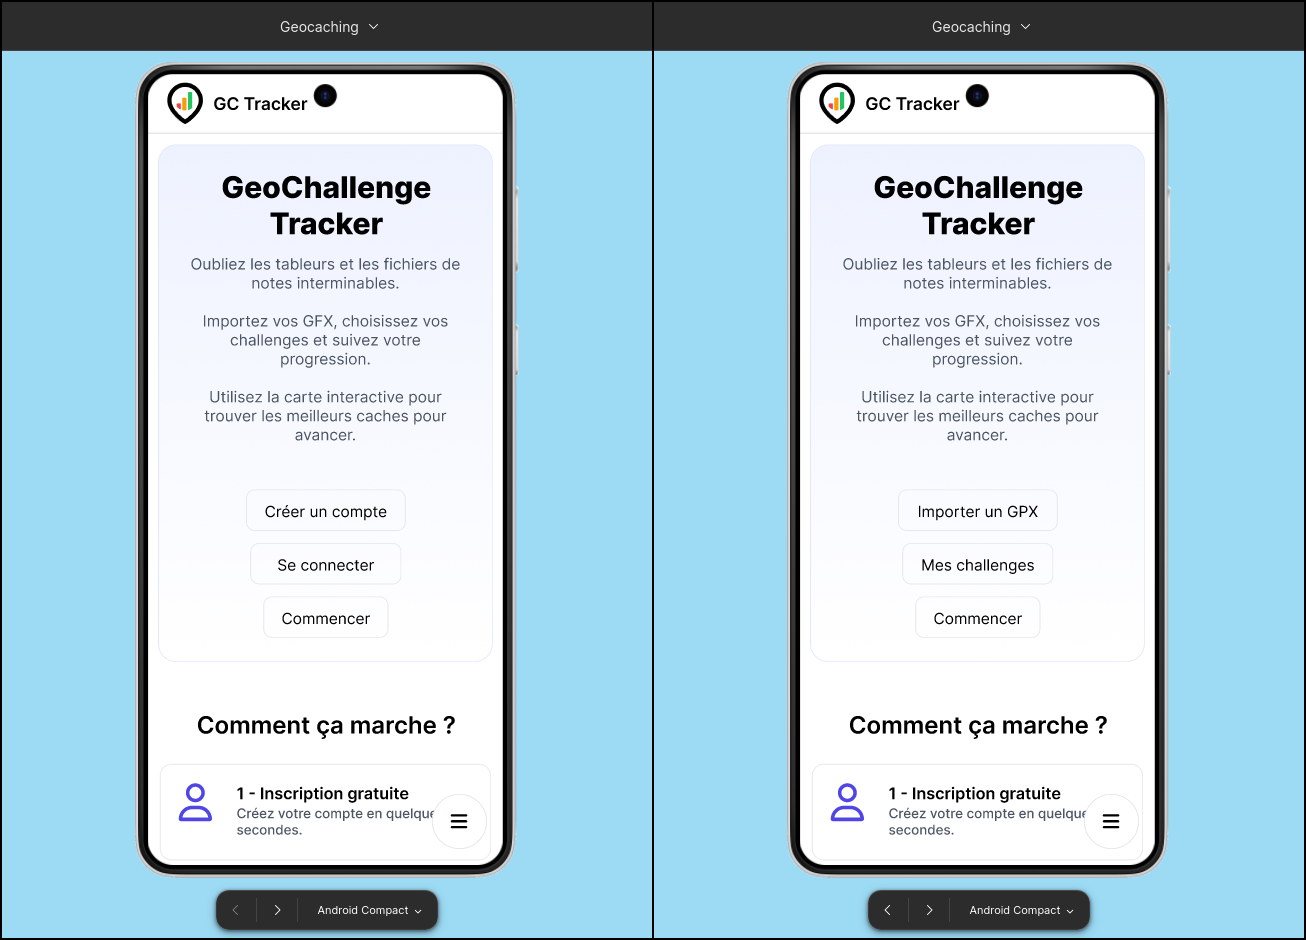 Geocaching
GC Tracker
GeoChallenge
Tracker
Oubliez les tableurs et les fichiers de
notes interminables.
Importez vos GFX, choisissez vos
challenges et suivez votre
progression.
Utilisez la carte interactive pour
trouver les meilleurs caches pour
avancer.
Créer un compte
Se connecter
Commencer
Comment ça marche ?
1 - Inscription gratuite
Créez votre compte en quelque
secondes.
Android Compact
Geocaching
GC Tracker
GeoChallenge
Tracker
Oubliez les tableurs et les fichiers de
notes interminables.
Importez vos GFX, choisissez vos
challenges et suivez votre
progression.
Utilisez la carte interactive pour
trouver les meilleurs caches pour
avancer.
Importer un GPX
Mes challenges
Commencer
Comment ça marche ?
1 - Inscription gratuite
Créez votre compte en quelque
secondes.
Android Compact